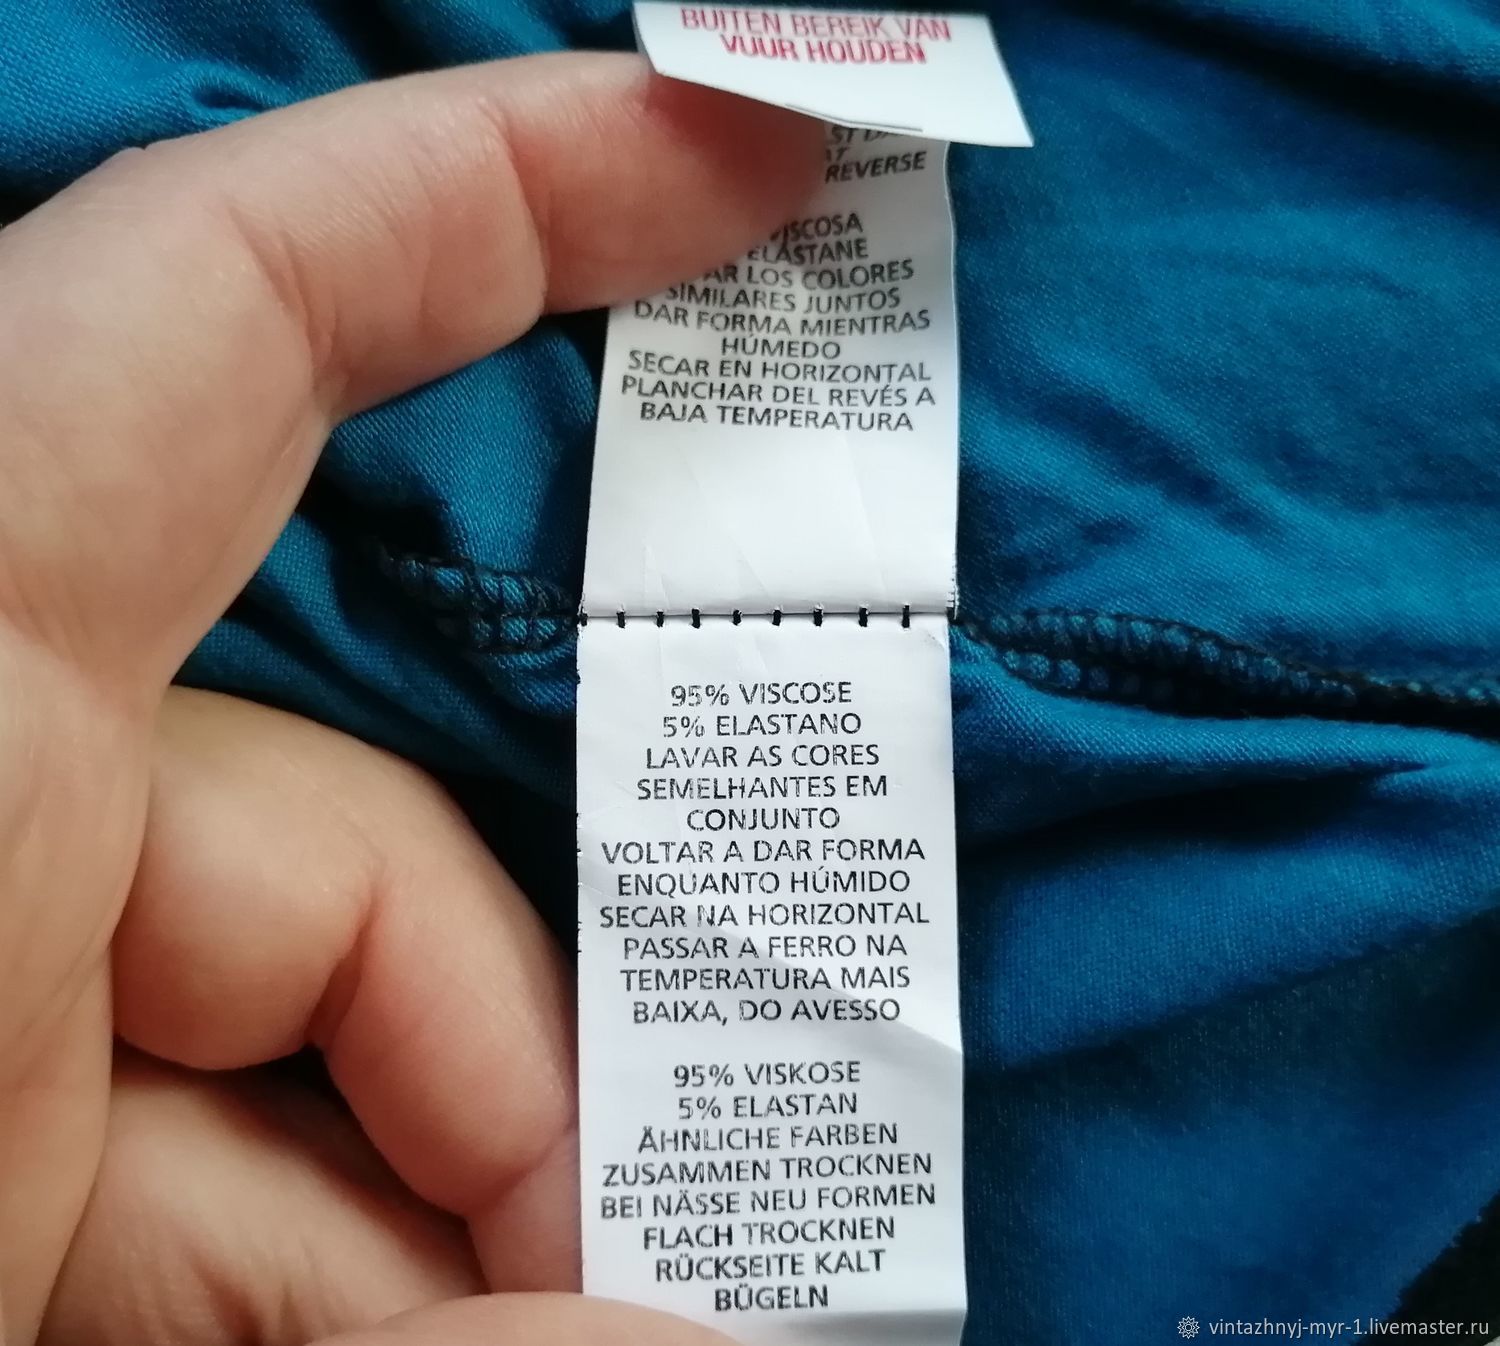 BUITEN BEREIK VAN
VUUR HOUDEN
REVERSE
VISCOSA
ELASTANE
LOS COLORES
SIMILARES JUNTOS
DAR FORMA MIENTRAS
HÚMEDO
SECAR EN HORIZONTAL
PLANCHAR DEL REVÉS A
BAJA TEMPERATURA
95% VISCOSE
5% ELASTANO
LAVAR AS CORES
SEMELHANTES EM
CONJUNTO
VOLTAR A DAR FORMA
ENQUANTO HÚMIDO
SECAR NA HORIZONTAL
PASSAR A FERRO NA
TEMPERATURA MAIS
BAIXA, DO AVESSO
95% VISKOSE
5% ELASTAN
ÄHNLICHE FARBEN
ZUSAMMEN TROCKNEN
BEI NÄSSE NEU FORMEN
FLACH TROCKNEN
RÜCKSEITE KALT
BÜGELN
vintazhnyj-myr-1.livemaster.ru